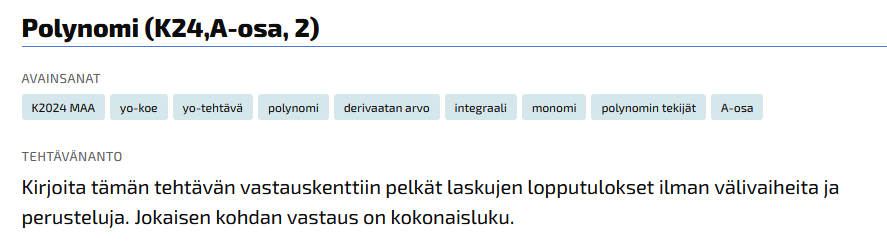 Polynomi (K24,A-osa, 2)
AVAINSANAT
K2024 MAA yo-koe yo-tehtävä polynomi derivaatan arvo integraali monomi polynomin tekijät A-osa
TEHTÄVÄNANTO
Kirjoita tämän tehtävän vastauskenttiin pelkät laskujen lopputulokset ilman välivaiheita ja
perusteluja. Jokaisen kohdan vastaus on kokonaisluku.